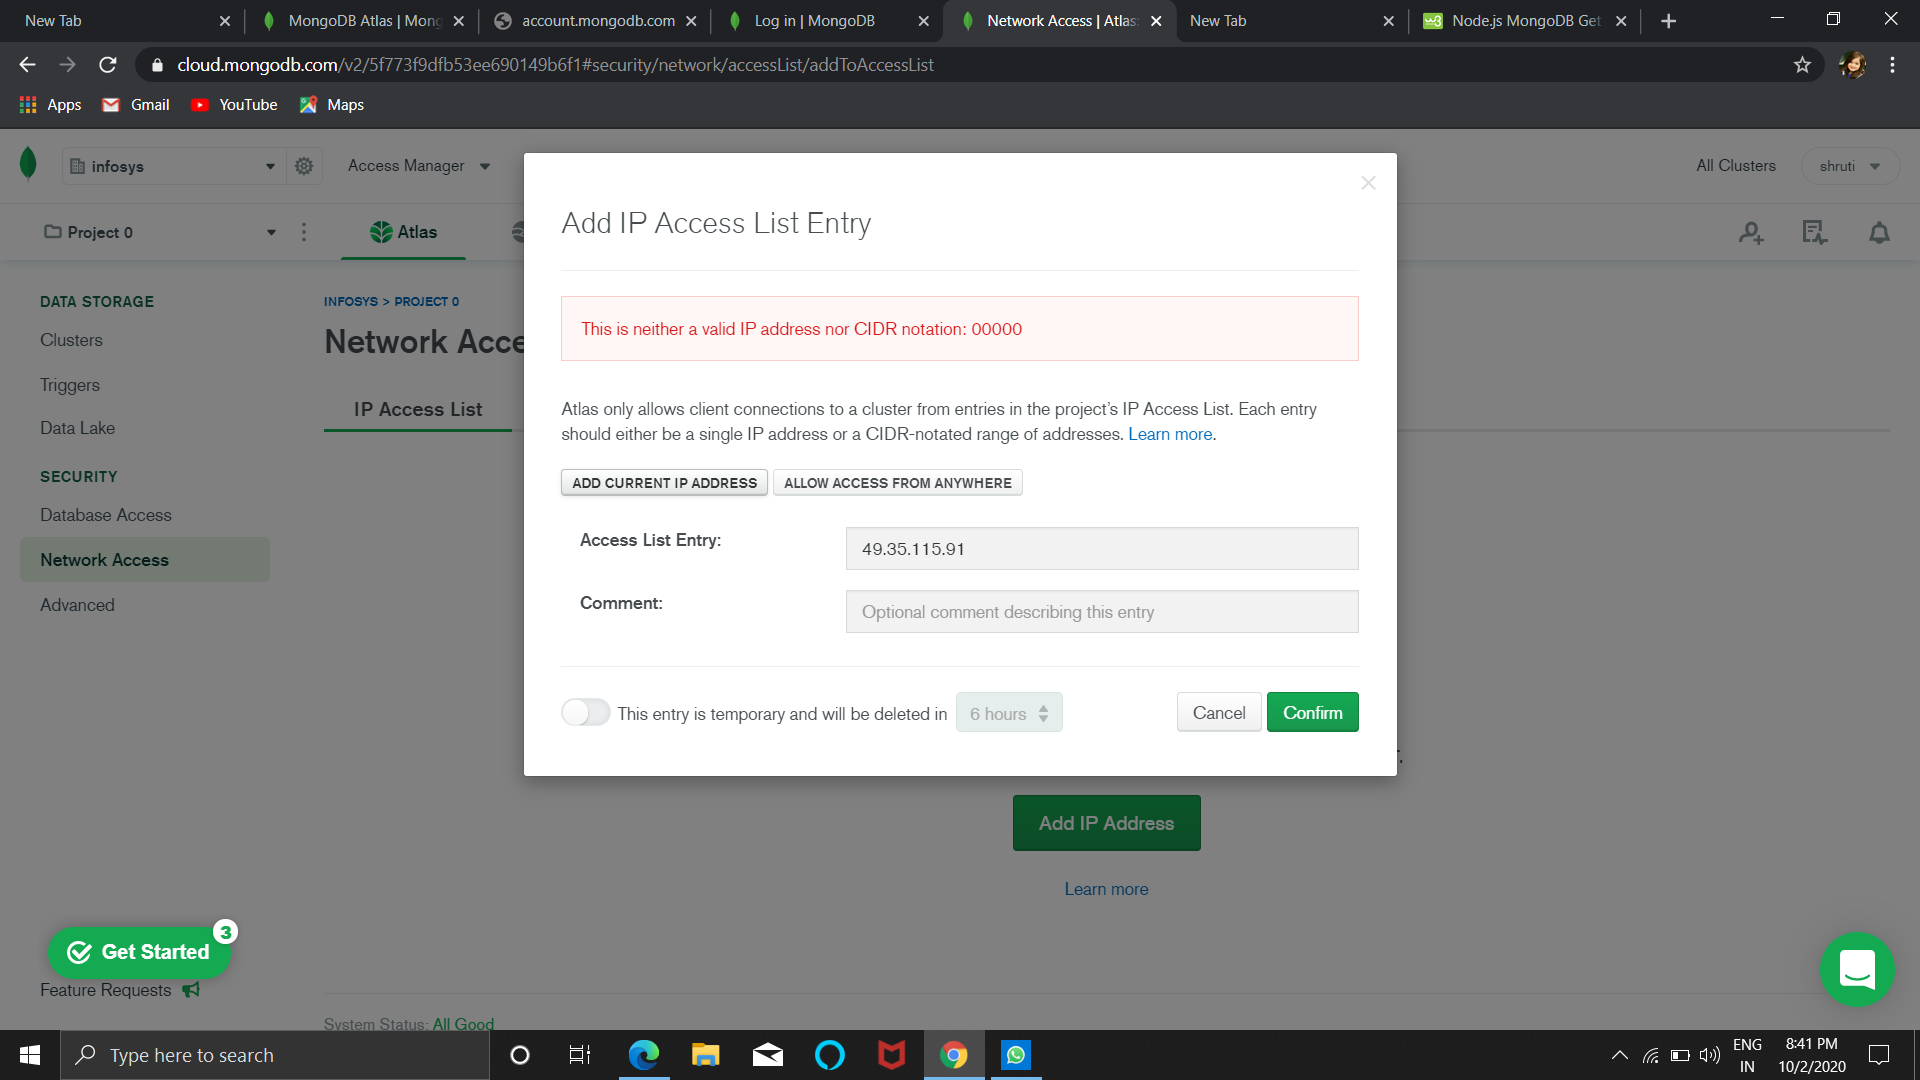 New Tab
MongoDB Atlas | Mong
account.mongodb.com
Log in | MongoDB
Network Access | Atlas:
New Tab
Node.js MongoDB Get
cloud.mongodb.com/v2/5f773f9dfb53ee690149b6f1#security/network/accessList/addToAccessList
Apps
Gmail
YouTube
Maps
infosys
Access Manager
All Clusters
shruti
Project 0
Atlas
Add IP Access List Entry
DATA STORAGE
Clusters
Triggers
Data Lake
SECURITY
Database Access
Network Access
Advanced
INFOSYS > PROJECT 0
Network Acce
IP Access List
This is neither a valid IP address nor CIDR notation: 00000
Atlas only allows client connections to a cluster from entries in the project's IP Access List. Each entry
should either be a single IP address or a CIDR-notated range of addresses. Learn more.
ADD CURRENT IP ADDRESS
ALLOW ACCESS FROM ANYWHERE
Access List Entry:
49.35.115.91
Comment:
Optional comment describing this entry
This entry is temporary and will be deleted in
6 hours
Cancel
Confirm
Add IP Address
Learn more
Get Started
3
Feature Requests
System Status: All Good
Type here to search
ENG
IN
8:41 PM
10/2/2020